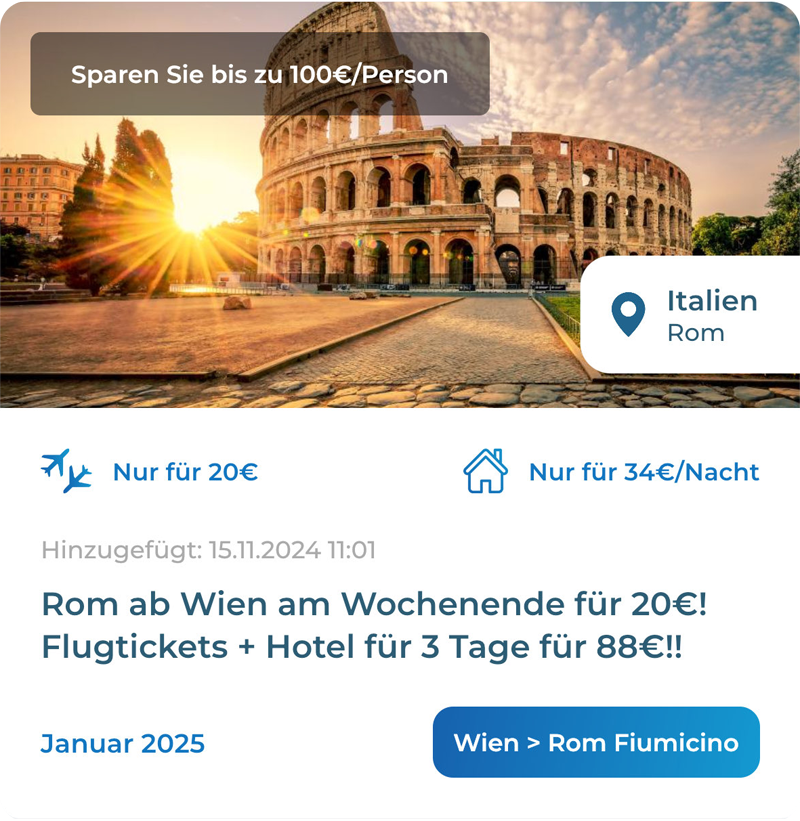 Sparen Sie bis zu 100€/Person
Italien
Rom
Nur für 20€
Nur für 34€/Nacht
Hinzugefügt: 15.11.2024 11:01
Rom ab Wien am Wochenende für 20€!
Flugtickets + Hotel für 3 Tage für 88€!!
Januar 2025
Wien > Rom Fiumicino